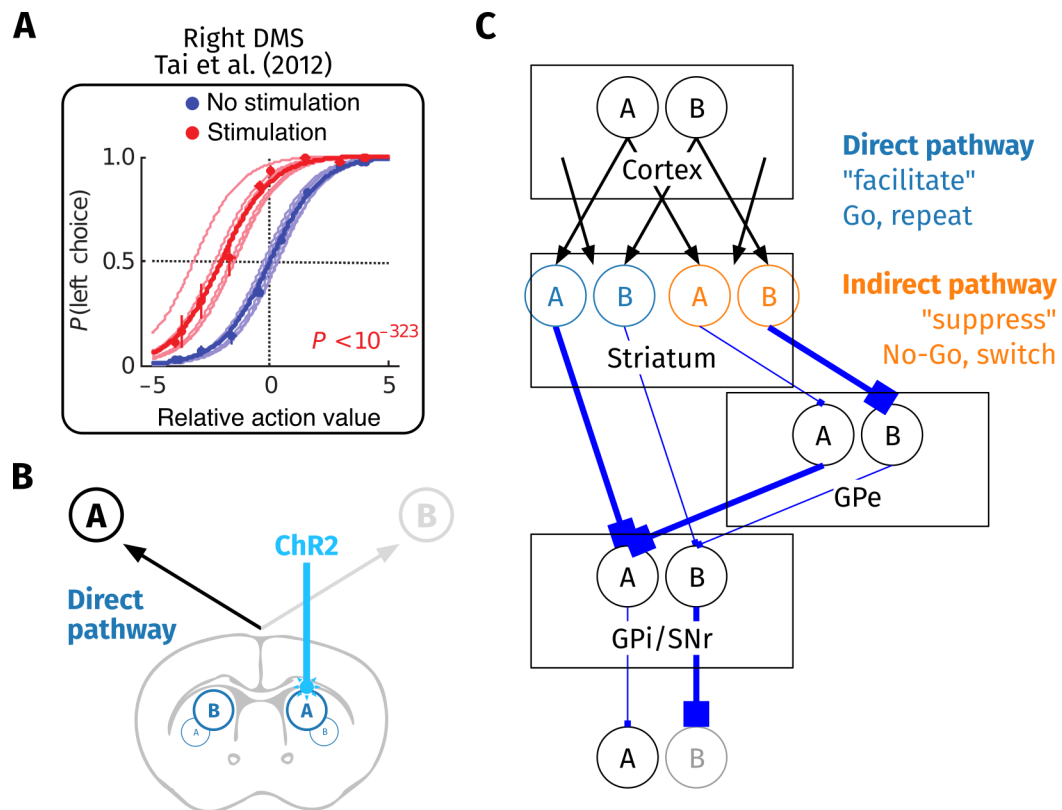 A
Right DMS
Tai et al. (2012)
No stimulation
Stimulation
1.0
0.5
0
P(left choice)
P < 10⁻³²³
−5
0
5
Relative action value
B
A
B
ChR2
Direct
pathway
B
A
A
B
C
A
B
Cortex
Direct pathway
"facilitate"
Go, repeat
A
B
A
B
Striatum
Indirect pathway
"suppress"
No-Go, switch
A
B
GPe
A
B
GPi/SNr
A
B